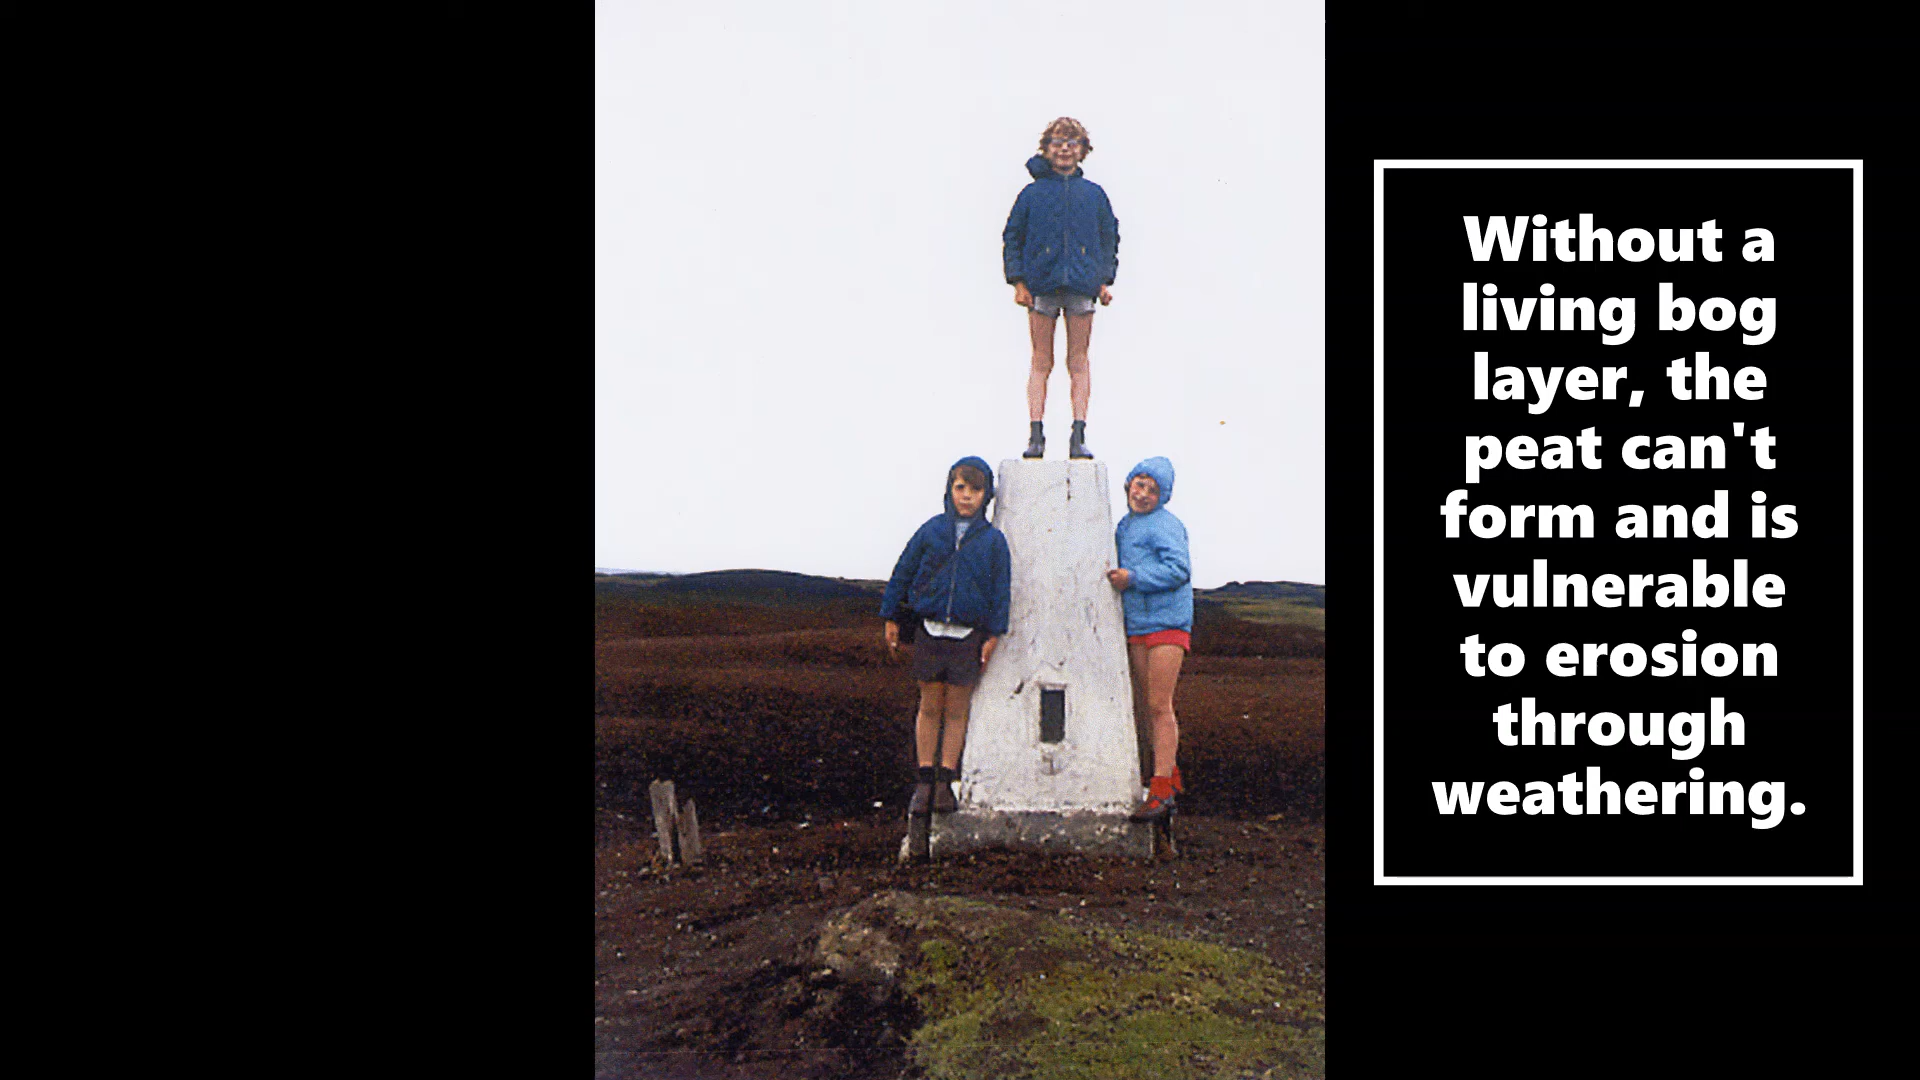 Without a
living bog
layer, the
peat can't
form and is
vulnerable
to erosion
through
weathering.